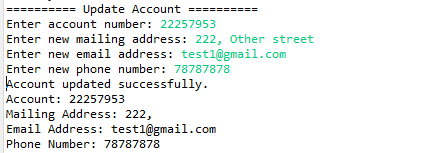 ========== Update Account ==========
Enter account number: 22257953
Enter new mailing address: 222, Other street
Enter new email address: test1@gmail.com
Enter new phone number: 78787878
Account updated successfully.
Account: 22257953
Mailing Address: 222,
Email Address: test1@gmail.com
Phone Number: 78787878